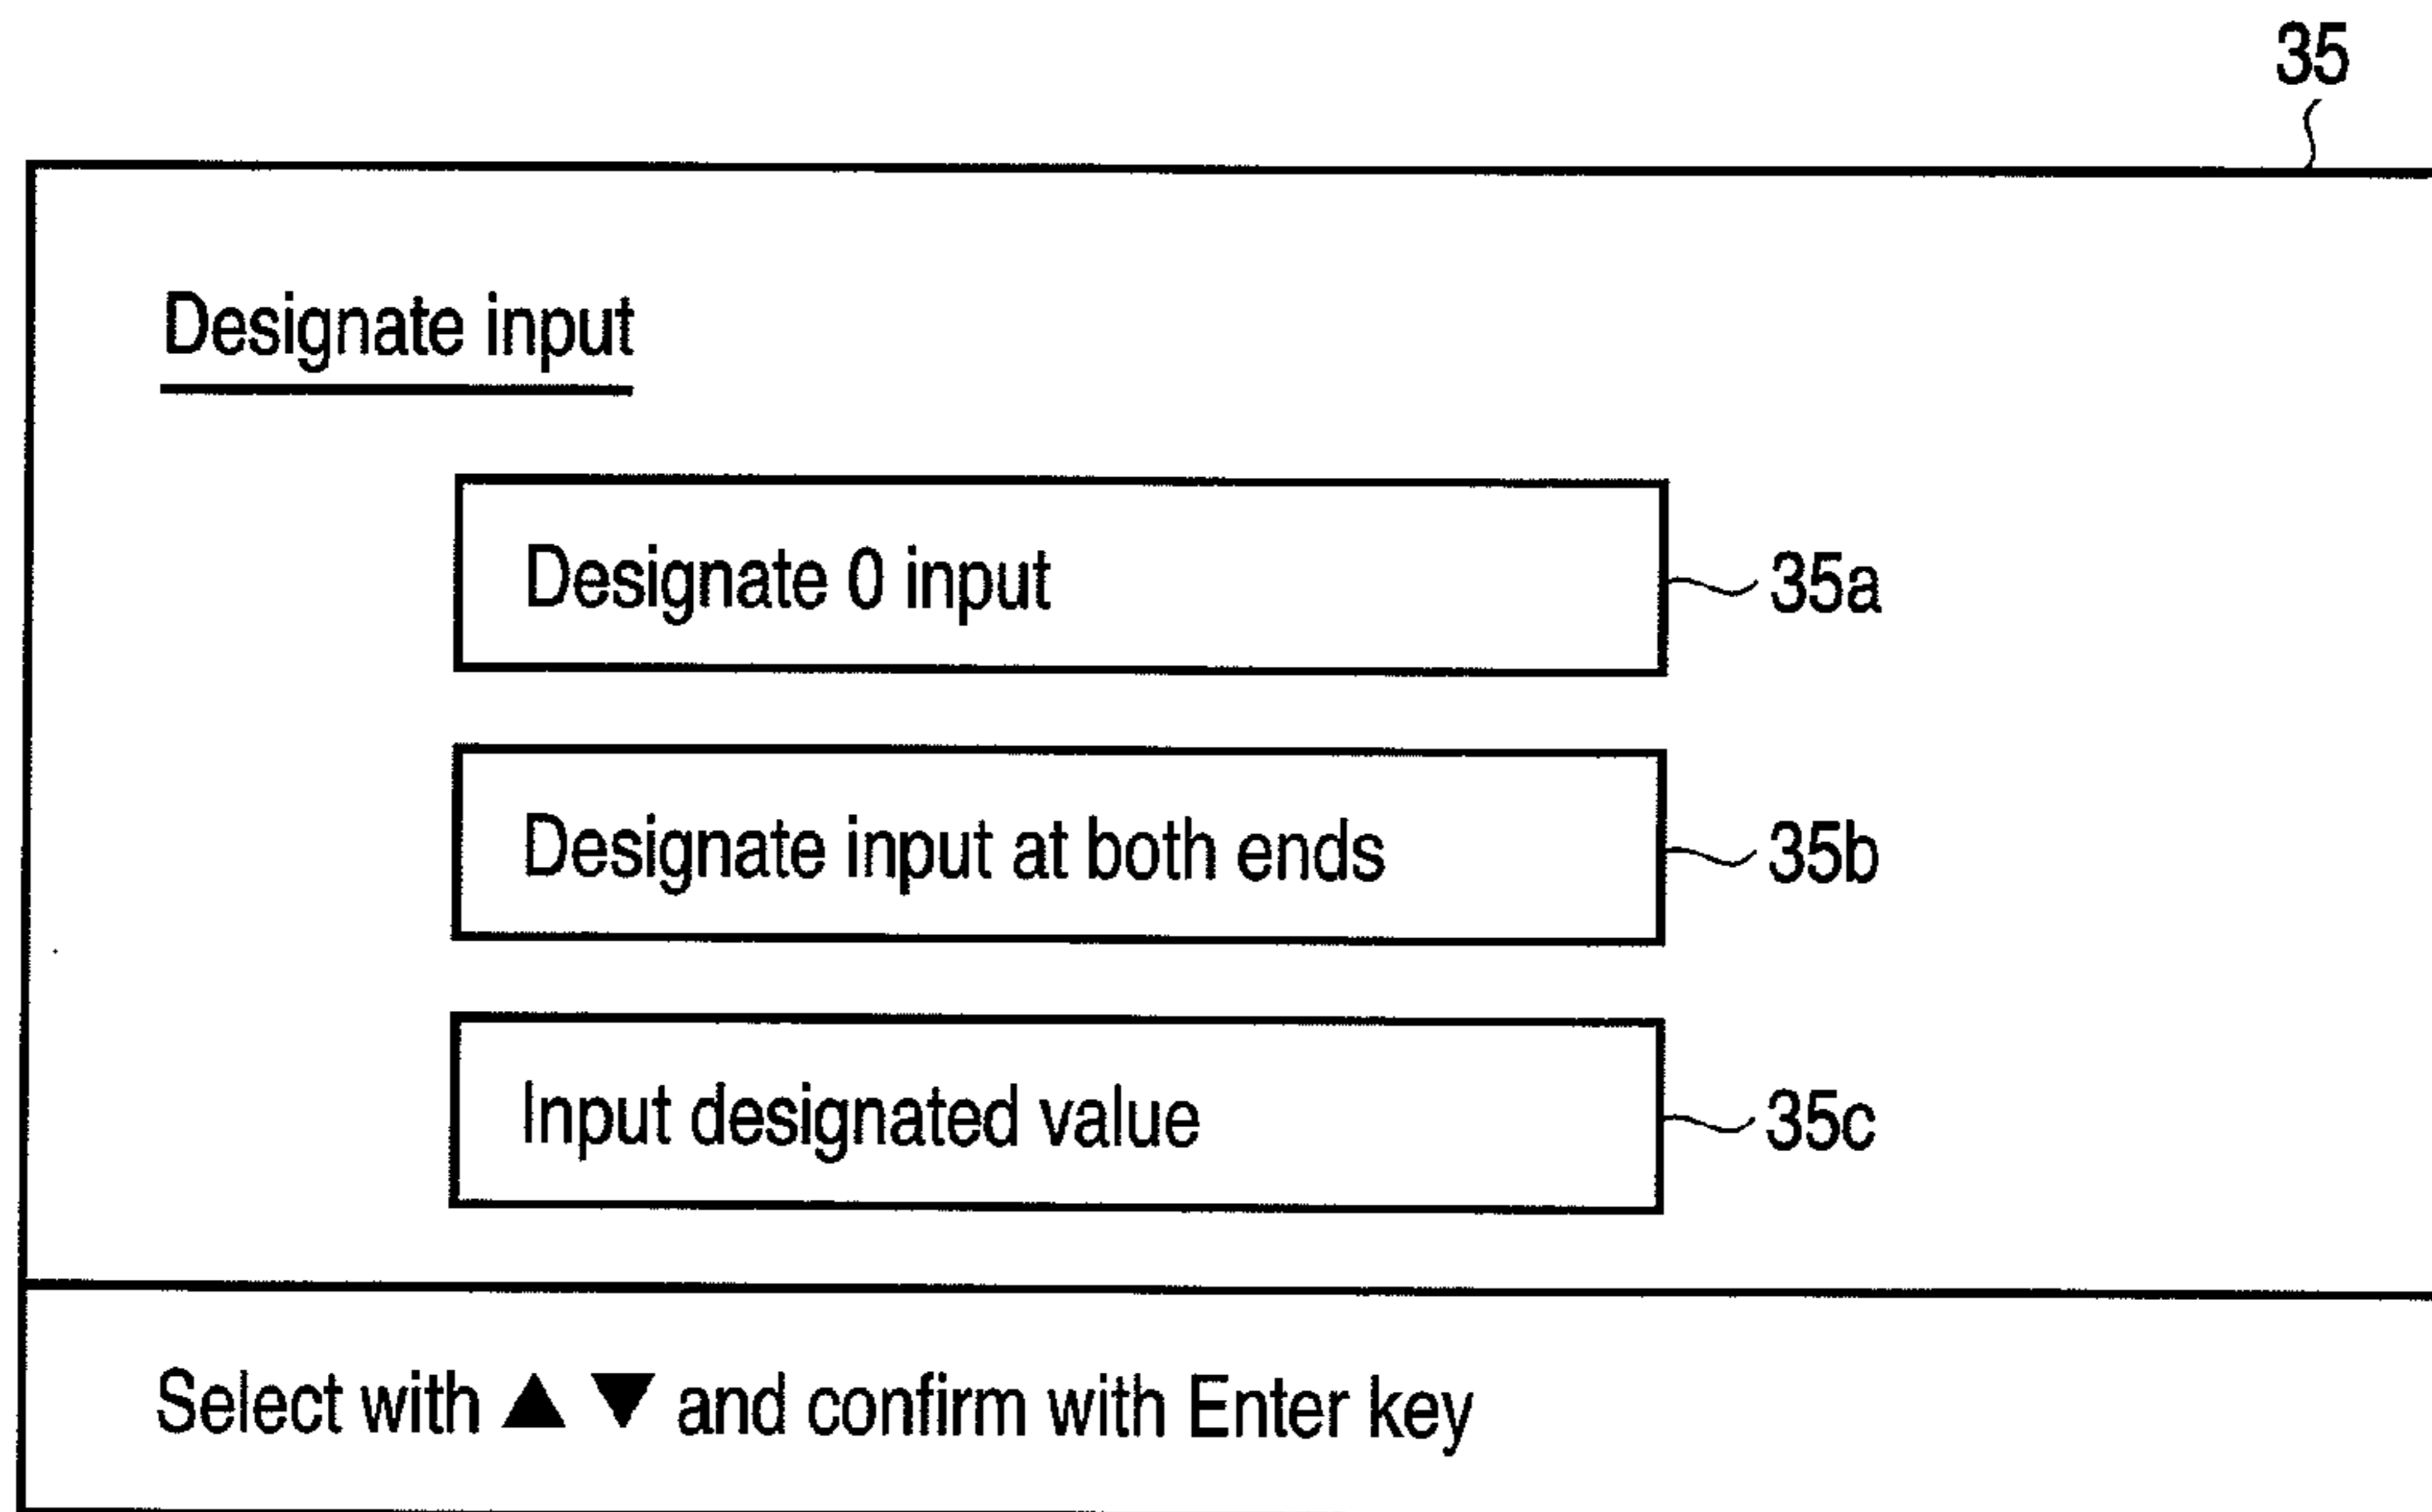 35
Designate input
Designate 0 input
35a
Designate input at both ends
35b
Input designated value
35c
Select with ▲ ▼ and confirm with Enter key